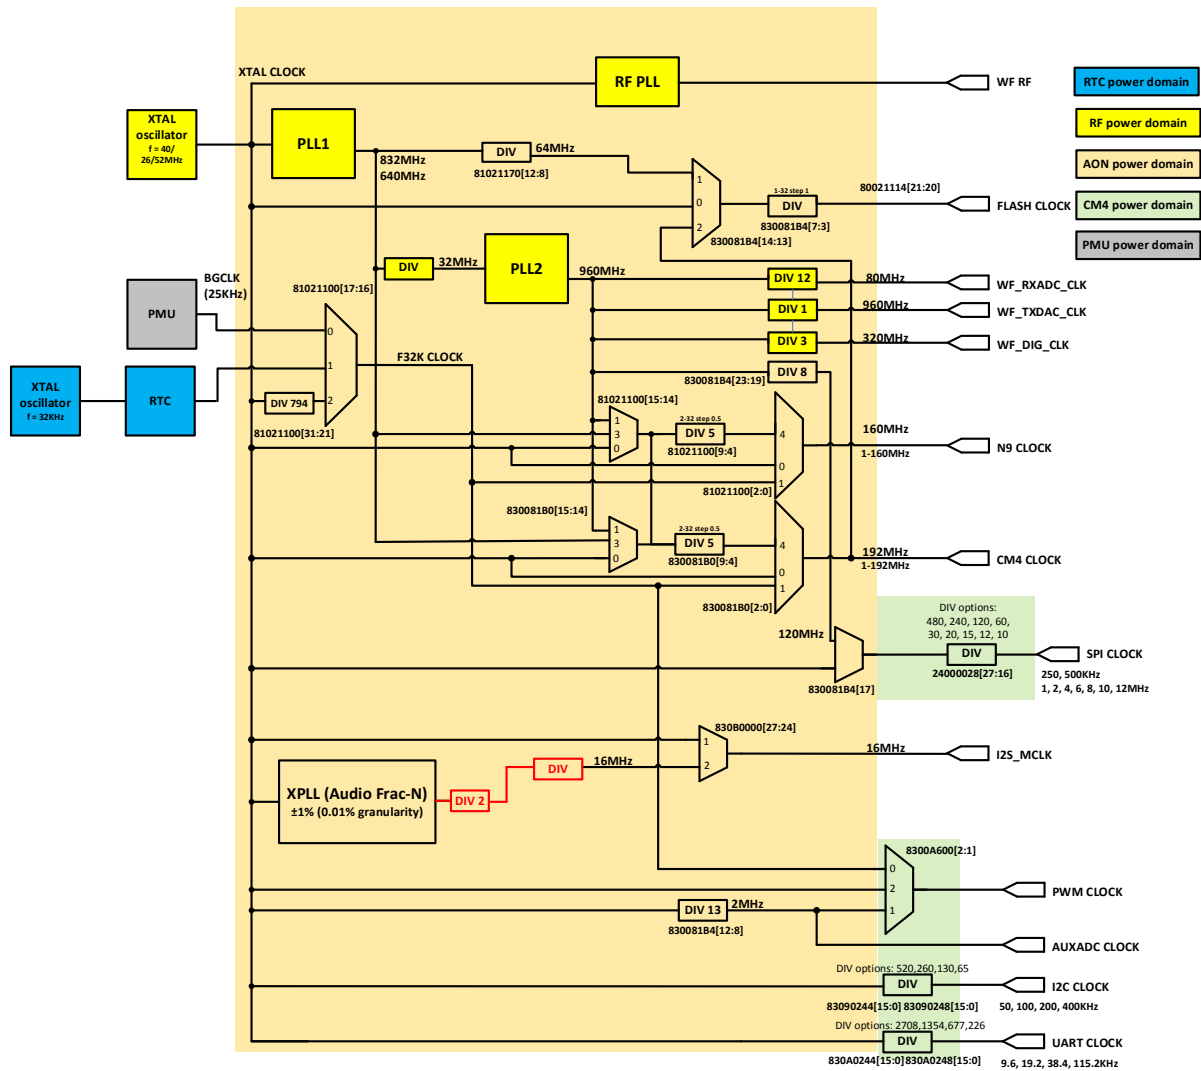 XTAL CLOCK
RF PLL
WF RF
RTC power domain
XTAL
oscillator
f = 40/
26/52MHz
PLL1
832MHz
640MHz
DIV
64MHz
81021170[12:8]
RF power domain
1
0
2
830081B4[14:13]
1-32 step 1
DIV
830081B4[7:3]
80021114[21:20]
FLASH CLOCK
AON power domain
CM4 power domain
PMU power domain
DIV
32MHz
PLL2
960MHz
DIV 12
80MHz
WF_RXADC_CLK
DIV 1
960MHz
WF_TXDAC_CLK
DIV 3
320MHz
WF_DIG_CLK
DIV 8
830081B4[23:19]
BGCLK
(25KHz)
PMU
81021100[17:16]
0
1
2
F32K CLOCK
XTAL
oscillator
f = 32KHz
RTC
DIV 794
81021100[31:21]
81021100[15:14]
1
3
0
2-32 step 0.5
DIV 5
81021100[9:4]
4
0
1
81021100[2:0]
160MHz
1-160MHz
N9 CLOCK
830081B0[15:14]
1
3
0
2-32 step 0.5
DIV 5
830081B0[9:4]
4
0
1
830081B0[2:0]
192MHz
1-192MHz
CM4 CLOCK
120MHz
830081B4[17]
DIV options:
480, 240, 120, 60,
30, 20, 15, 12, 10
DIV
24000028[27:16]
SPI CLOCK
250, 500KHz
1, 2, 4, 6, 8, 10, 12MHz
830B0000[27:24]
1
2
16MHz
I2S_MCLK
XPLL (Audio Frac-N)
±1% (0.01% granularity)
DIV 2
DIV
16MHz
8300A600[2:1]
0
2
1
PWM CLOCK
DIV 13
2MHz
830081B4[12:8]
AUXADC CLOCK
DIV options: 520,260,130,65
DIV
83090244[15:0] 83090248[15:0]
I2C CLOCK
50, 100, 200, 400KHz
DIV options: 2708,1354,677,226
DIV
830A0244[15:0]830A0248[15:0]
UART CLOCK
9.6, 19.2, 38.4, 115.2KHz